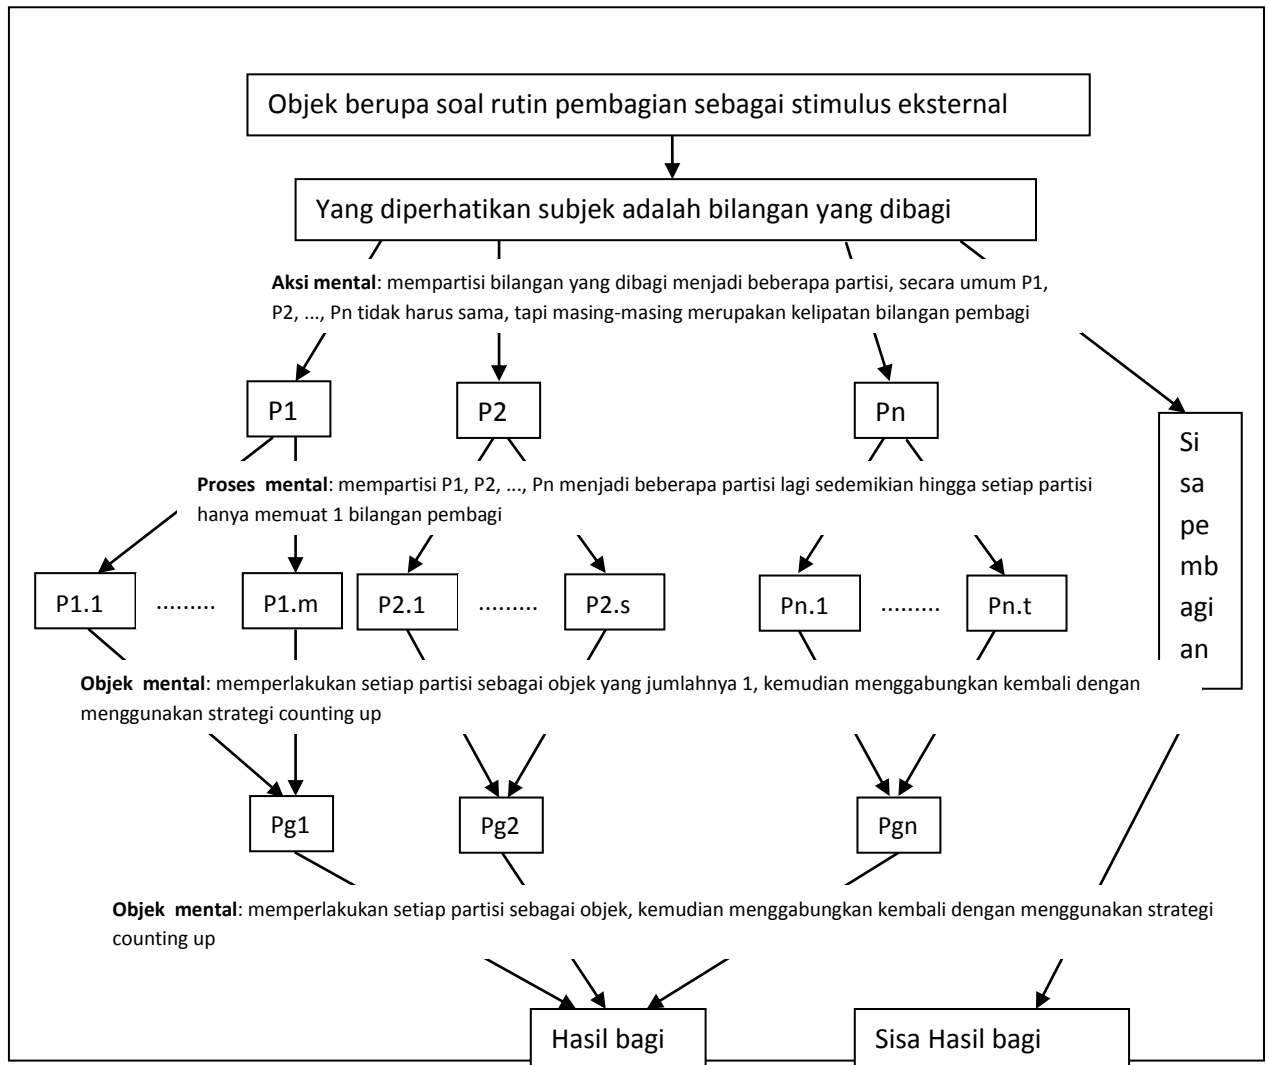 Objek berupa soal rutin pembagian sebagai stimulus eksternal
Yang diperhatikan subjek adalah bilangan yang dibagi
Aksi mental: mempartisi bilangan yang dibagi menjadi beberapa partisi, secara umum P1,
P2, ..., Pn tidak harus sama, tapi masing-masing merupakan kelipatan bilangan pembagi
P1
P2
Pn
Si
sa
pe
mb
agi
an
Proses  mental: mempartisi P1, P2, ..., Pn menjadi beberapa partisi lagi sedemikian hingga setiap partisi
hanya memuat 1 bilangan pembagi
P1.1 ......... P1.m P2.1 ......... P2.s Pn.1 ......... Pn.t
Objek  mental: memperlakukan setiap partisi sebagai objek yang jumlahnya 1, kemudian menggabungkan kembali dengan
menggunakan strategi counting up
Pg1
Pg2
Pgn
Objek  mental: memperlakukan setiap partisi sebagai objek, kemudian menggabungkan kembali dengan menggunakan strategi
counting up
Hasil bagi
Sisa Hasil bagi